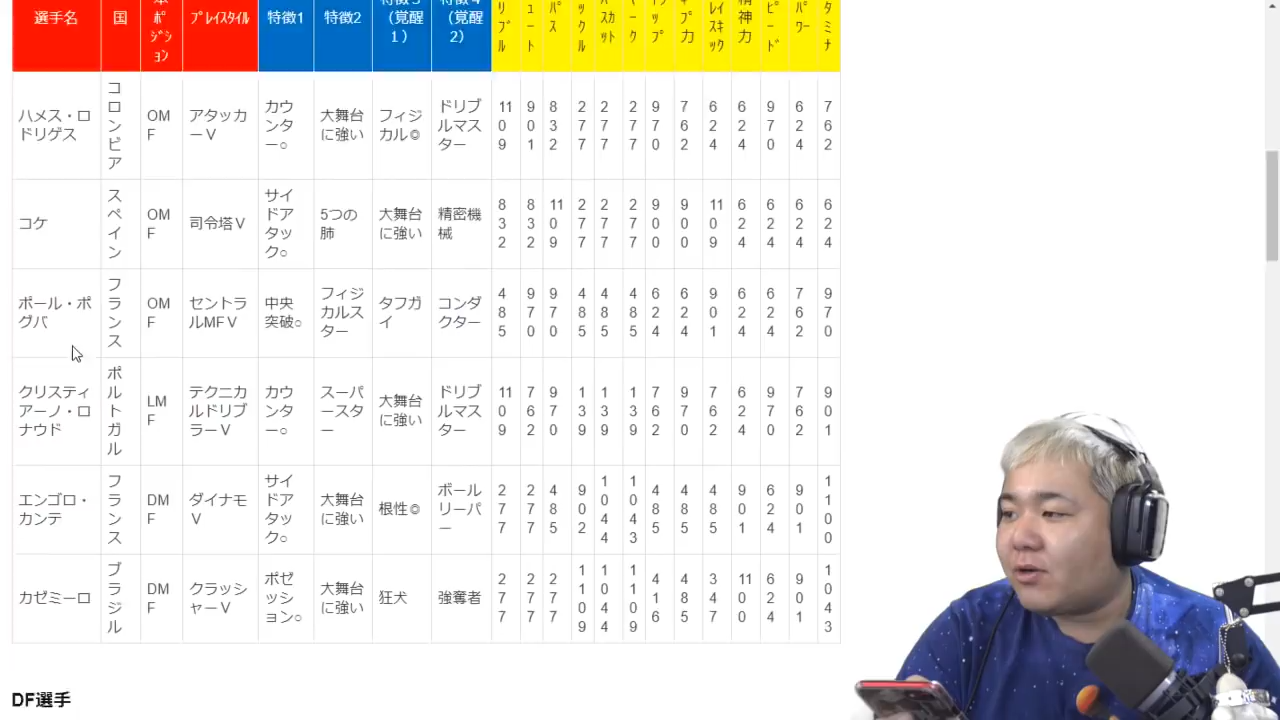 選手名 国 ポジション プレイスタイル 特徴1 特徴2 （覚醒1） （覚醒2） リブル ュート パス ックル スカット ーク ップ プ力 レイスキック 精神力 ピード パワー タミナ
ハメス・ロドリゲス コロンビア OMF アタッカーV カウンター○ 大舞台に強い フィジカル◎ ドリブルマスター 1109 901 832 277 277 277 970 762 624 624 970 624 762
コケ スペイン OMF 司令塔V サイドアタック○ 5つの肺 大舞台に強い 精密機械 832 832 1109 277 277 277 900 900 1109 624 624 624 624
ポール・ポグバ フランス OMF セントラルMFV 中央突破○ フィジカルスター タフガイ コンダクター 485 970 970 485 485 485 624 624 901 624 624 762 970
クリスティアーノ・ロナウド ポルトガル LMF テクニカルドリブラーV カウンター○ スーパースター 大舞台に強い ドリブルマスター 1109 762 970 139 139 139 762 970 762 624 970 762 901
エンゴロ・カンテ フランス DMF ダイナモV サイドアタック○ 大舞台に強い 根性◎ ボールリーパー 277 277 485 902 1044 1043 485 485 485 901 624 901 1100
カゼミーロ ブラジル DMF クラッシャーV ポゼッション○ 大舞台に強い 狂犬 強奪者 277 277 277 1109 1044 1109 416 485 347 1100 624 901 1043
DF選手